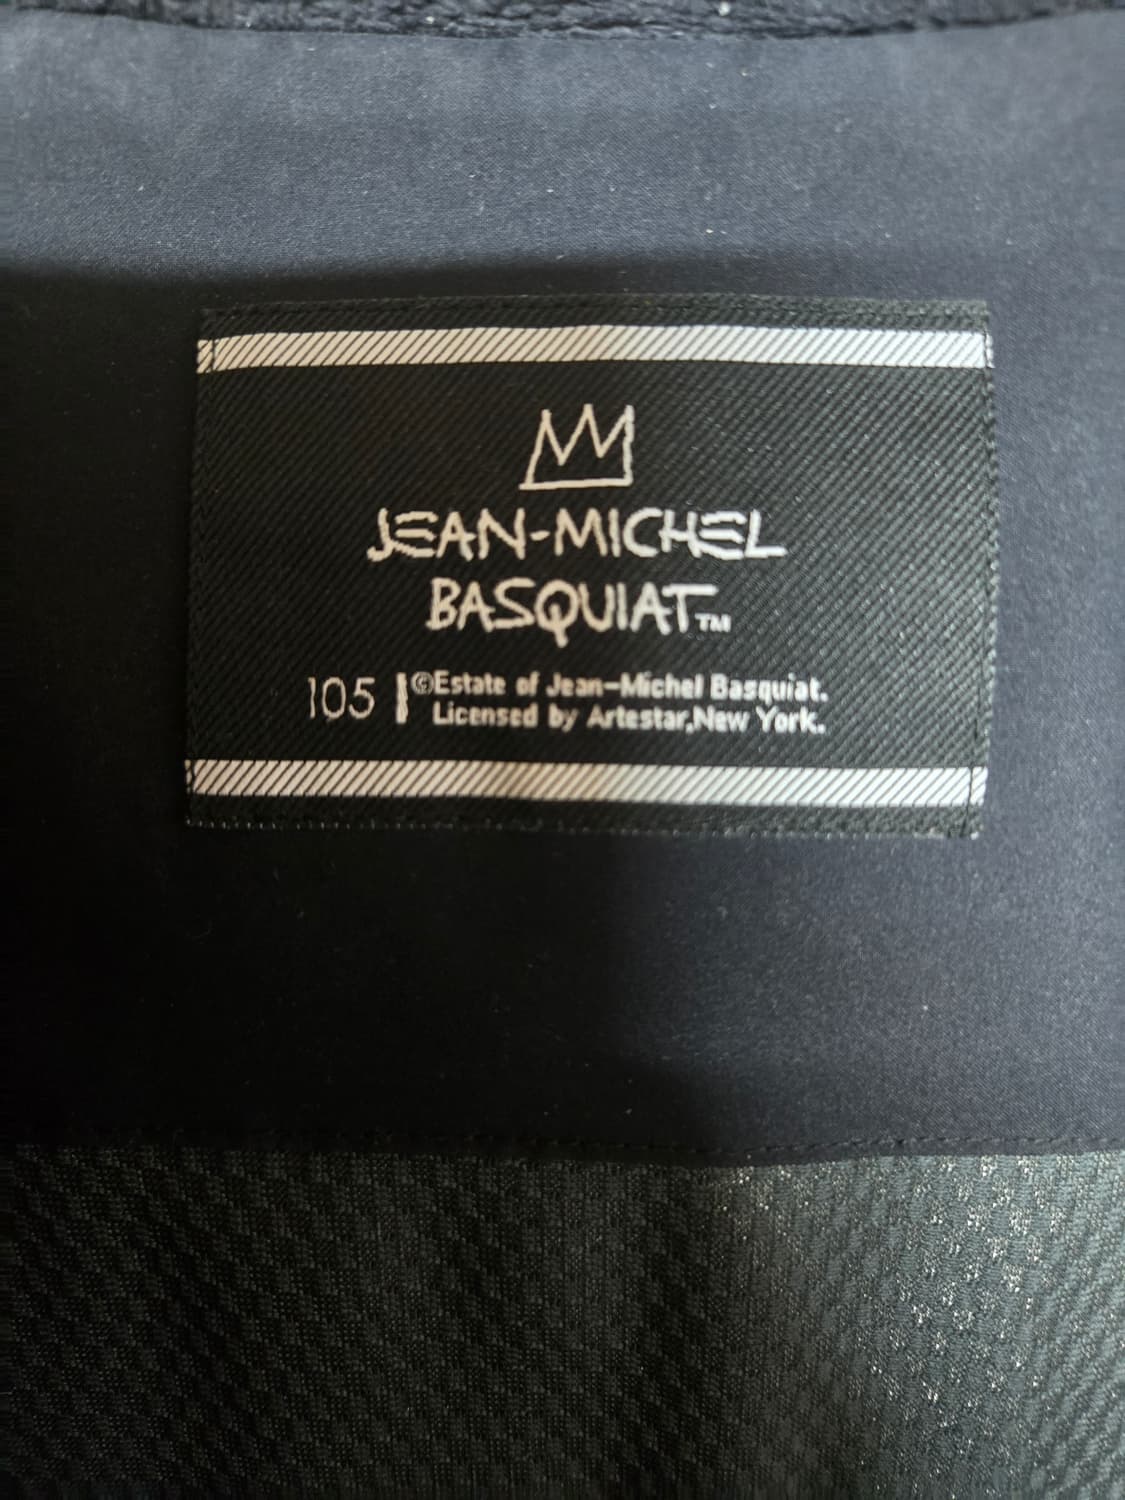 JEAN-MICHEL
BASQUIAT™
105 ©Estate of Jean-Michel Basquiat.
Licensed by Artestar,New York.